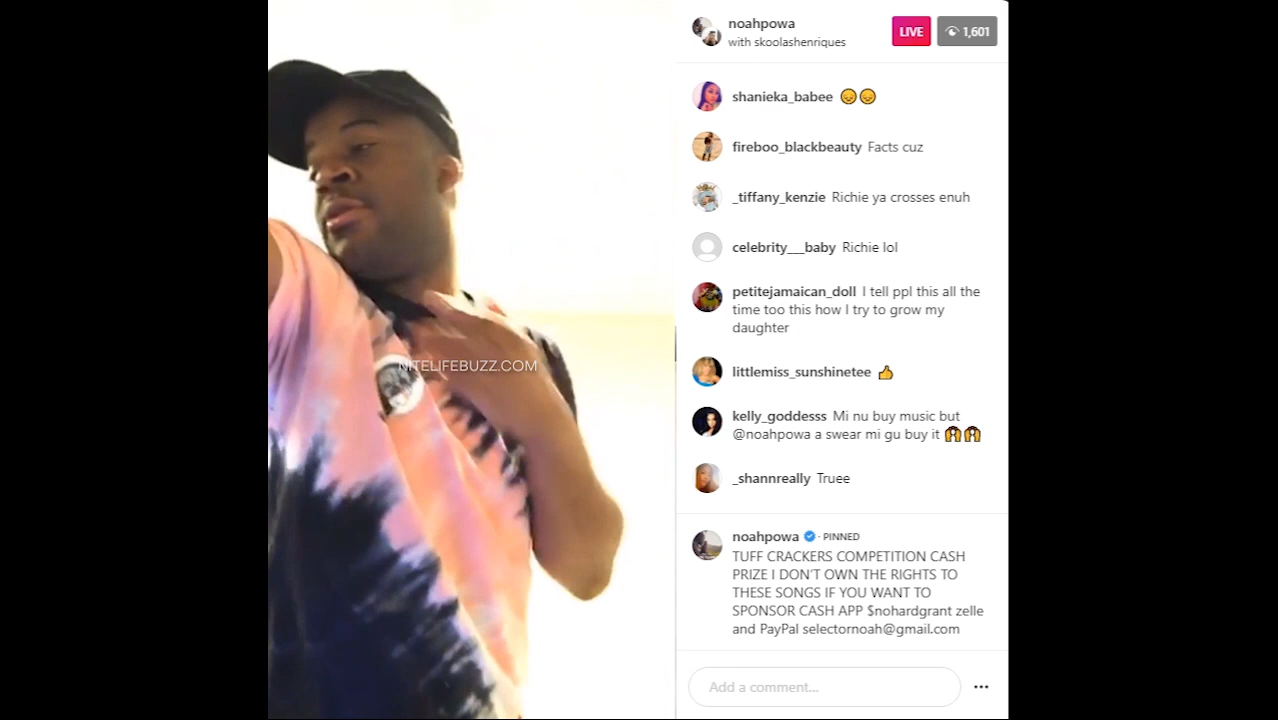 noahpowa
with skoolashenriques
LIVE
1,601
shanieka_babee 😞😞
fireboo_blackbeauty Facts cuz
_tiffany_kenzie Richie ya crosses enuh
celebrity___baby Richie lol
petitejamaican_doll I tell ppl this all the
time too this how I try to grow my
daughter
littlemiss_sunshinetee 👍
kelly_goddesss Mi nu buy music but
@noahpowa a swear mi gu buy it 🙌🙌
_shannreally Truee
noahpowa · PINNED
TUFF CRACKERS COMPETITION CASH
PRIZE I DON'T OWN THE RIGHTS TO
THESE SONGS IF YOU WANT TO
SPONSOR CASH APP $nohardgrant zelle
and PayPal selectornoah@gmail.com
Add a comment...
NITELIFEBUZZ.COM